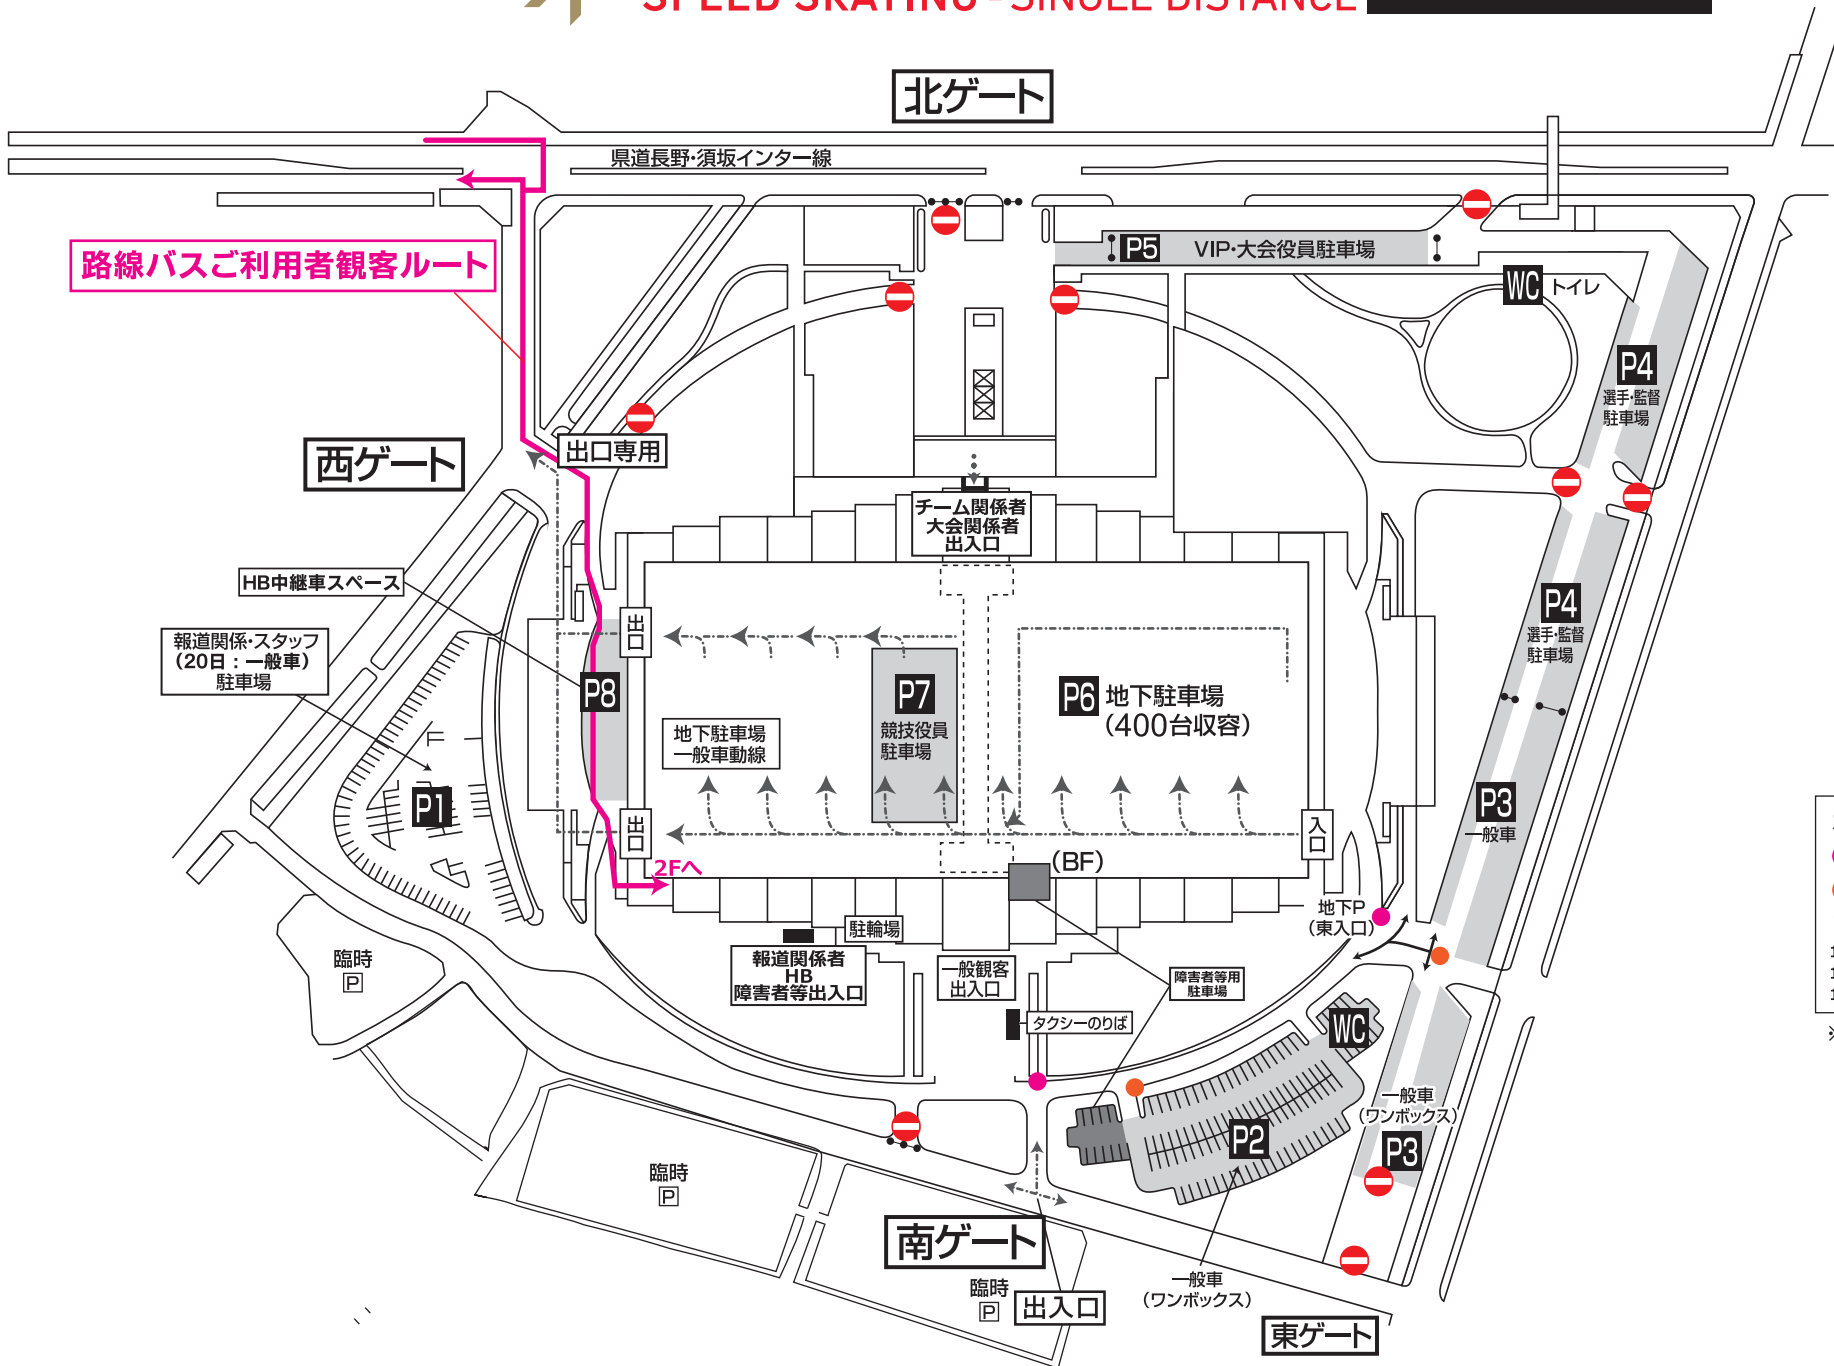 SPEED SKATING - SINGLE DISTANCE
北ゲート
県道長野・須坂インター線
路線バスご利用者観客ルート
P5
VIP・大会役員駐車場
WC
トイレ
P4
選手・監督
駐車場
西ゲート
出口専用
チーム関係者
大会関係者
出入口
HB中継車スペース
報道関係・スタッフ
(20日:一般車)
駐車場
出口
P8
P7
競技役員
駐車場
P6
地下駐車場
(400台収容)
地下駐車場
一般車動線
P4
選手・監督
駐車場
P3
一般車
P1
出口
入口
2Fへ
(BF)
地下P
(東入口)
駐輪場
報道関係者
HB
障害者等出入口
一般観客
出入口
障害者等用
駐車場
タクシーのりば
臨時
P
WC
一般車
(ワンボックス)
P3
P2
臨時
P
南ゲート
臨時
P
出入口
一般車
(ワンボックス)
東ゲート